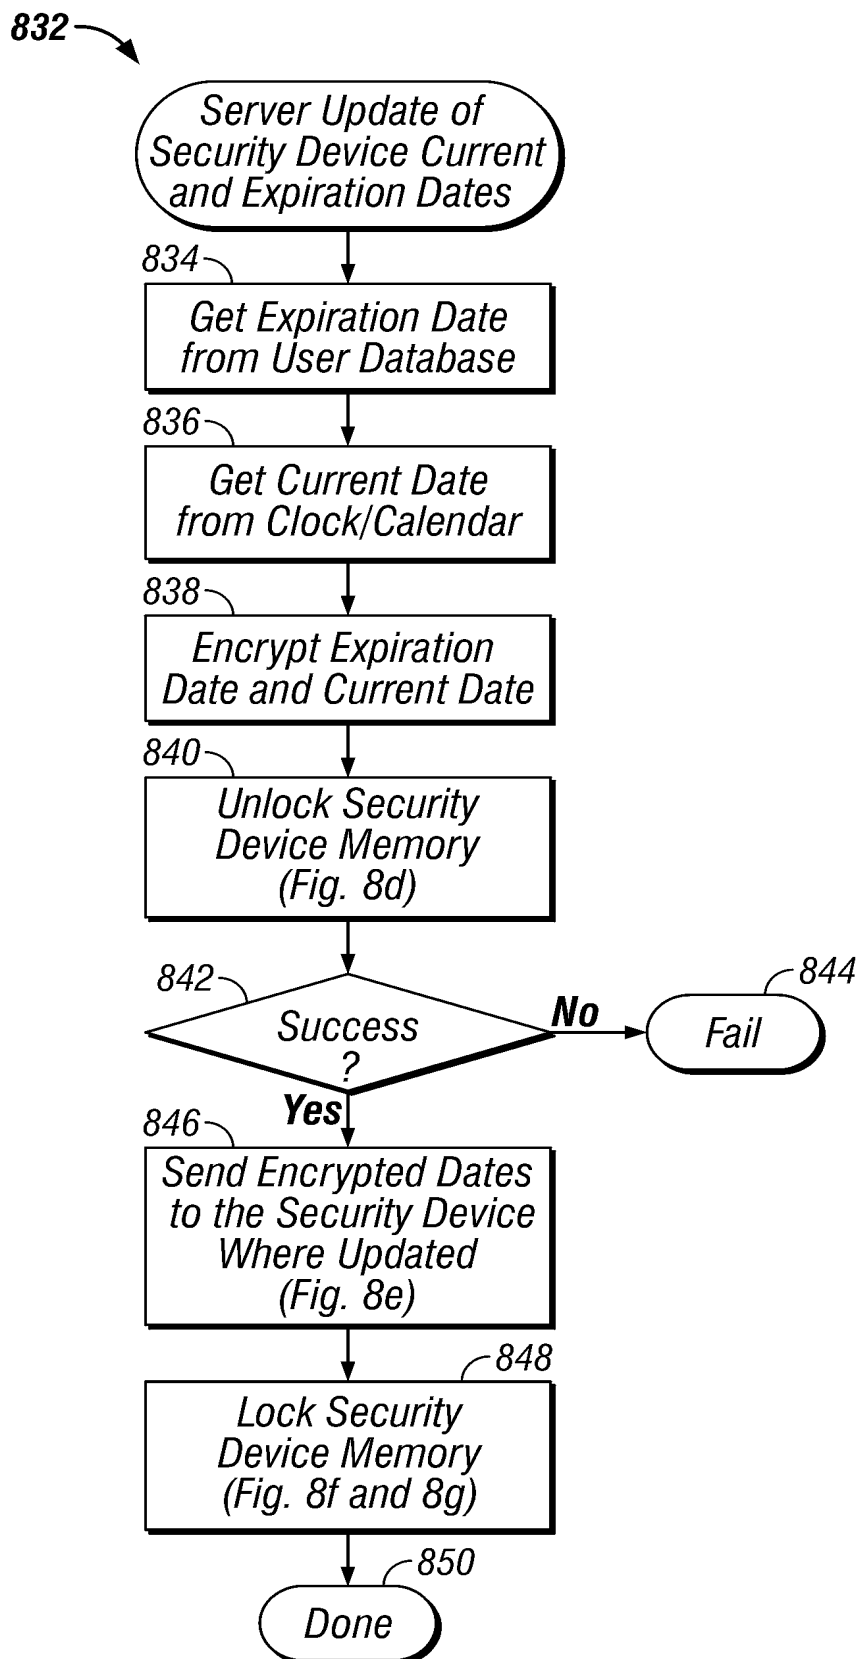 832
Server Update of
Security Device Current
and Expiration Dates
834
Get Expiration Date
from User Database
836
Get Current Date
from Clock/Calendar
838
Encrypt Expiration
Date and Current Date
840
Unlock Security
Device Memory
(Fig. 8d)
842
Success
?
No
844
Fail
Yes
846
Send Encrypted Dates
to the Security Device
Where Updated
(Fig. 8e)
848
Lock Security
Device Memory
(Fig. 8f and 8g)
850
Done